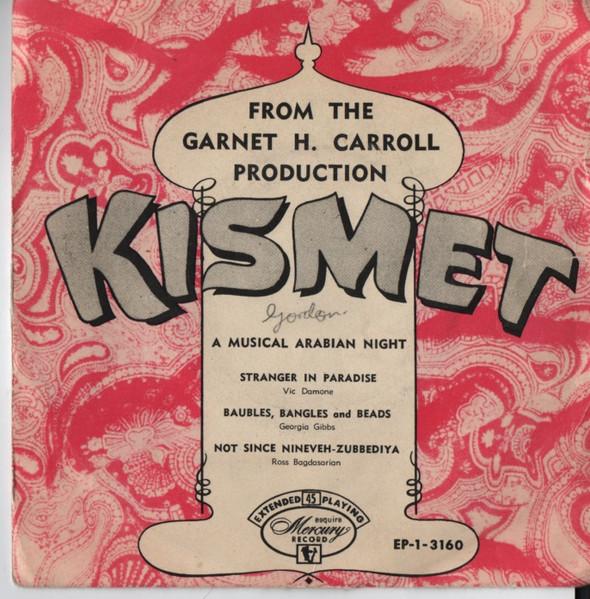 FROM THE
GARNET H. CARROLL
PRODUCTION
KISMET
Gordon.
A MUSICAL ARABIAN NIGHT
STRANGER IN PARADISE
Vic Damone
BAUBLES, BANGLES and BEADS
Georgia Gibbs
NOT SINCE NINEVEH-ZUBBEDIYA
Ross Bagdasarian
EXTENDED 45 PLAYING
esquire
Mercury
RECORD
EP-1-3160